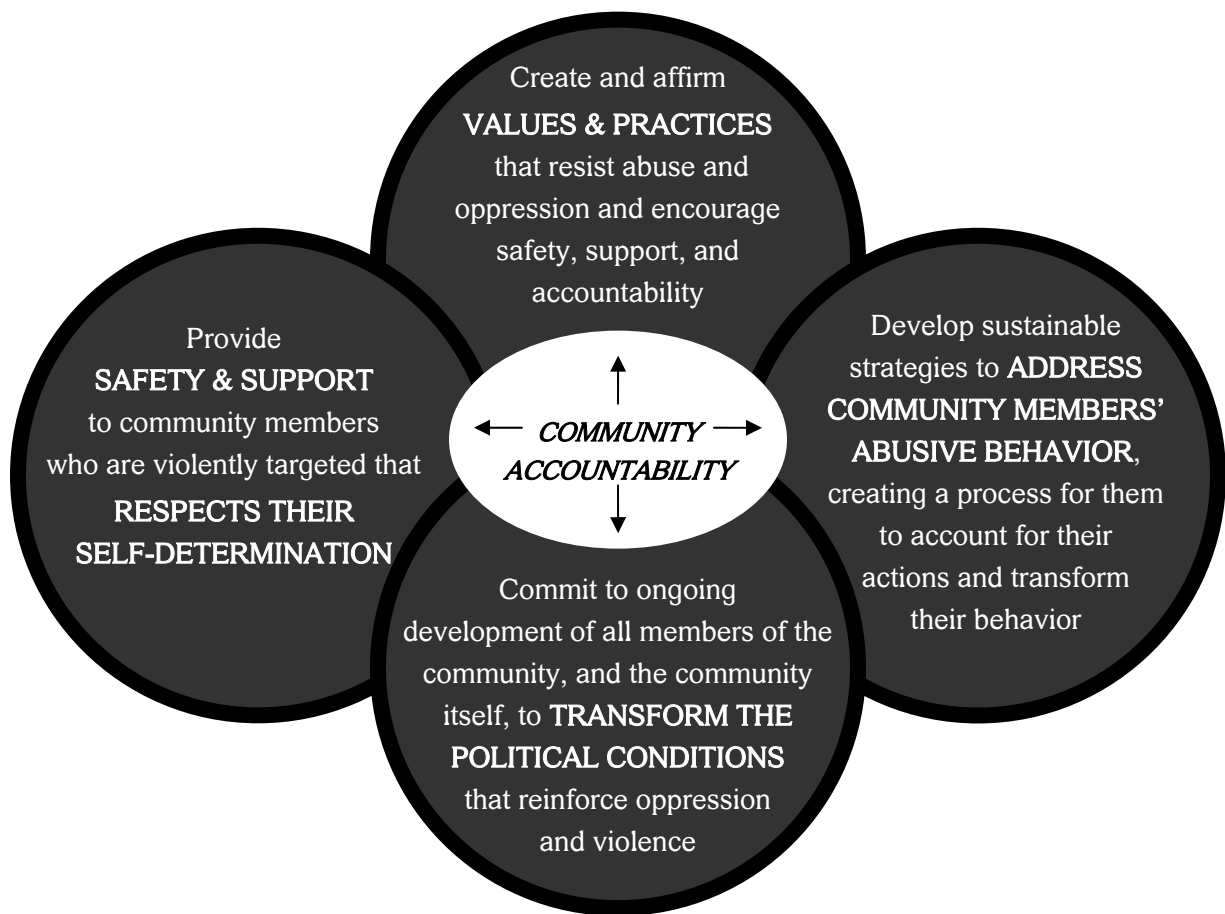 Create and affirm
VALUES & PRACTICES
that resist abuse and
oppression and encourage
safety, support, and
accountability
Provide
SAFETY & SUPPORT
to community members
who are violently targeted that
RESPECTS THEIR
SELF-DETERMINATION
COMMUNITY
ACCOUNTABILITY
Develop sustainable
strategies to ADDRESS
COMMUNITY MEMBERS’
ABUSIVE BEHAVIOR,
creating a process for them
to account for their
actions and transform
their behavior
Commit to ongoing
development of all members of the
community, and the community
itself, to TRANSFORM THE
POLITICAL CONDITIONS
that reinforce oppression
and violence